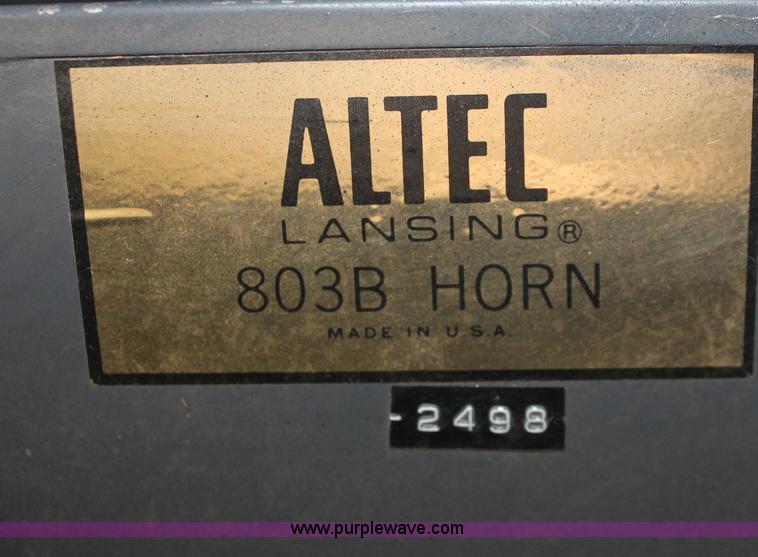 ALTEC
LANSING®
803B HORN
MADE IN U.S.A.
-2498
www.purplewave.com